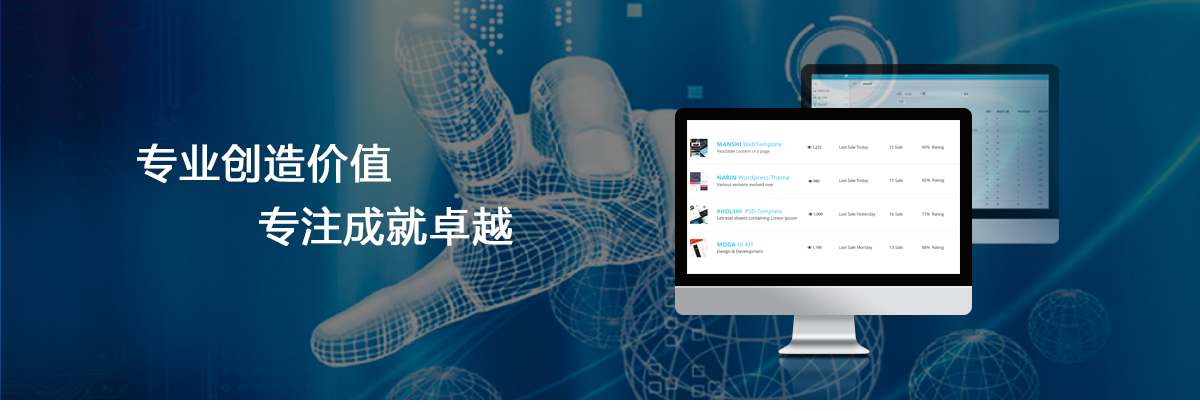 专业创造价值
专注成就卓越
MANSHI WebTemplate
Readable content of a page
1,232 Last Sale Today 15 Sale 90% Rating
NARIN Wordpress Theme
Various versions evolved over
980 Last Sale Today 11 Sale 85% Rating
KHOLSHI PSD Template
Letraset sheets containing Lorem Ipsum
Last Sale Yesterday 16 Sale 71% Rating
MOGA UI KIT
Design & Development
1,190 Last Sale Monday 13 Sale 88% Rating